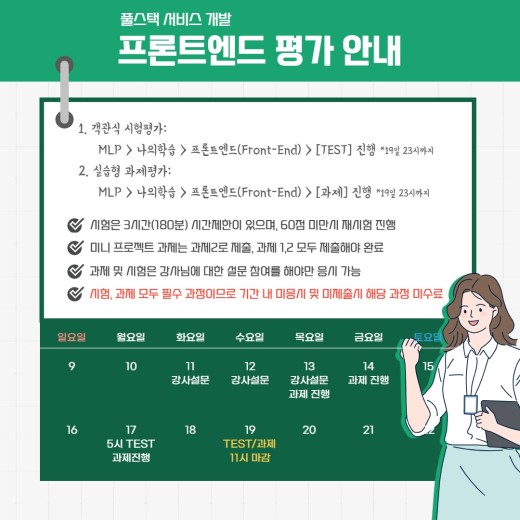 풀스택 서비스 개발
프론트엔드 평가 안내
1. 객관식 시험평가:
MLP > 나의학습 > 프론트엔드(Front-End) > [TEST] 진행 *19일 23시까지
2. 실습형 과제평가:
MLP > 나의학습 > 프론트엔드(Front-End) > [과제] 진행 *19일 23시까지
시험은 3시간(180분) 시간제한이 있으며, 60점 미만시 재시험 진행
미니 프로젝트 과제는 과제2로 제출, 과제 1,2 모두 제출해야 완료
과제 및 시험은 강사님에 대한 설문 참여를 해야만 응시 가능
시험, 과제 모두 필수 과정이므로 기간 내 미응시 및 미제출시 해당 과정 미수료
일요일 월요일 화요일 수요일 목요일 금요일 토요일
9 10 11 12 13 14 15
강사설문 강사설문 강사설문 과제 진행
과제 진행
16 17 18 19 20 21
5시 TEST TEST/과제
과제진행 11시 마감